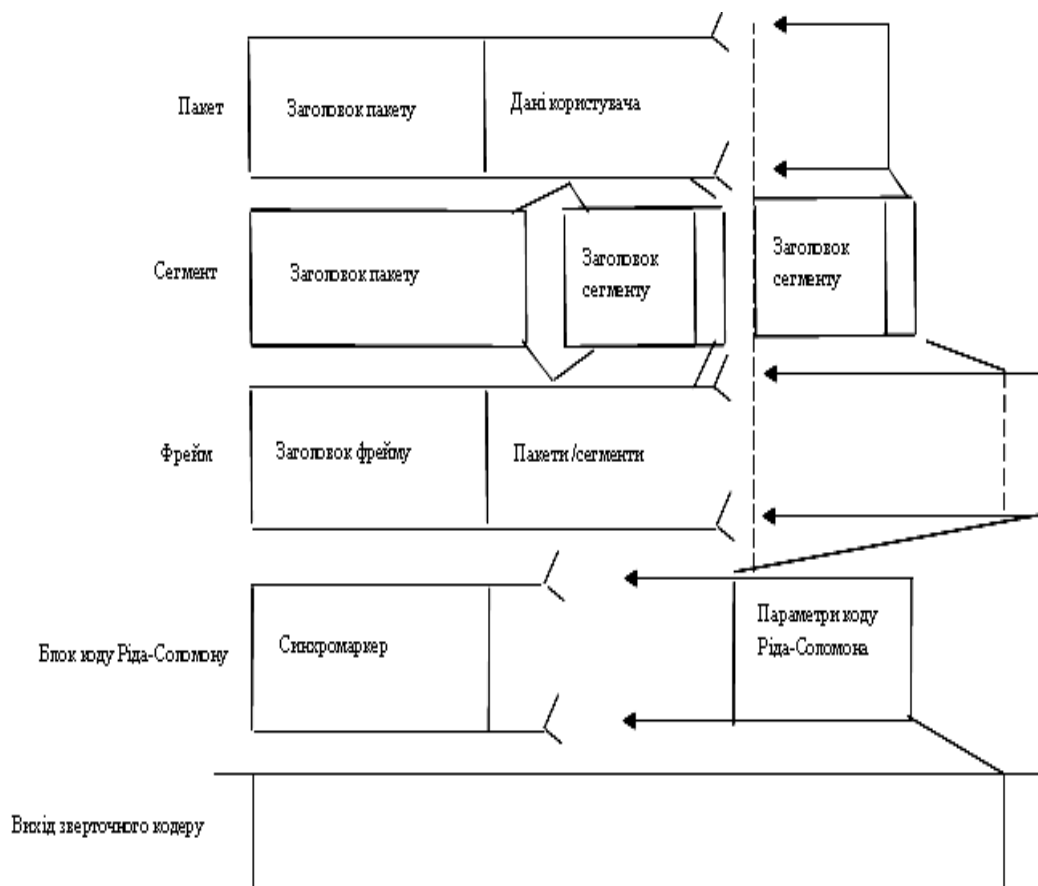 Пакет
Заголовок пакету
Дані користувача
Сегмент
Заголовок пакету
Заголовок
сегменту
Заголовок
сегменту
Фрейм
Заголовок фрейму
Пакети /сегменти
Блок коду Ріда-Соломону
Синхромаркер
Параметри коду
Ріда-Соломона
Вихід зверточного кодеру